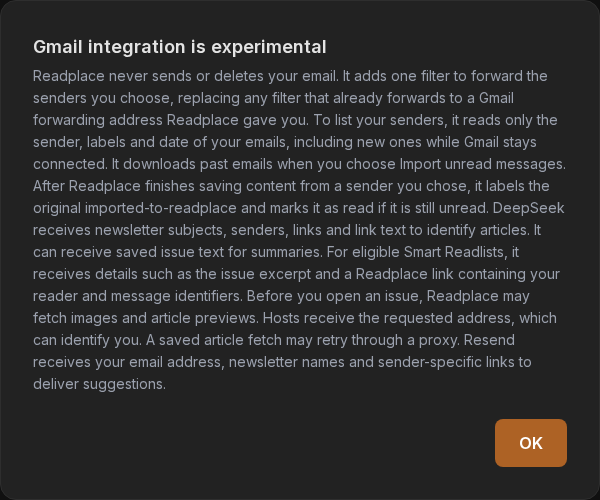 Gmail integration is experimental
Readplace never sends or deletes your email. It adds one filter to forward the
senders you choose, replacing any filter that already forwards to a Gmail
forwarding address Readplace gave you. To list your senders, it reads only the
sender, labels and date of your emails, including new ones while Gmail stays
connected. It downloads past emails when you choose Import unread messages.
After Readplace finishes saving content from a sender you chose, it labels the
original imported-to-readplace and marks it as read if it is still unread. DeepSeek
receives newsletter subjects, senders, links and link text to identify articles. It
can receive saved issue text for summaries. For eligible Smart Readlists, it
receives details such as the issue excerpt and a Readplace link containing your
reader and message identifiers. Before you open an issue, Readplace may
fetch images and article previews. Hosts receive the requested address, which
can identify you. A saved article fetch may retry through a proxy. Resend
receives your email address, newsletter names and sender-specific links to
deliver suggestions.
OK